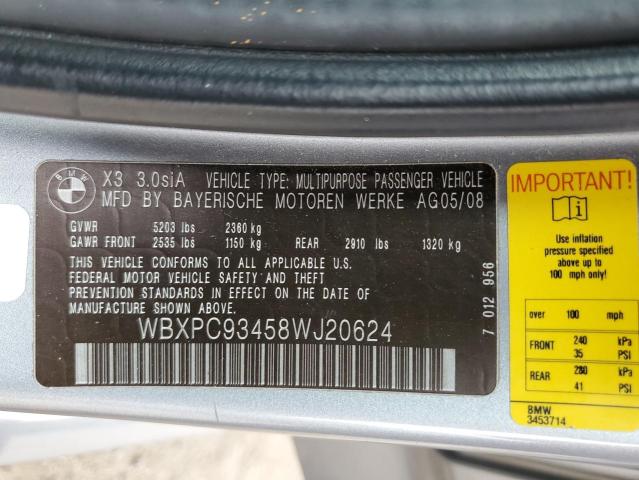 BMW
X3 3.0siA VEHICLE TYPE: MULTIPURPOSE PASSENGER VEHICLE
MFD BY BAYERISCHE MOTOREN WERKE AG05/08
GVWR 5203 lbs 2360 kg
GAWR FRONT 2535 lbs 1150 kg REAR 2910 lbs 1320 kg
THIS VEHICLE CONFORMS TO ALL APPLICABLE U.S.
FEDERAL MOTOR VEHICLE SAFETY AND THEFT
PREVENTION STANDARDS IN EFFECT ON THE DATE OF
MANUFACTURE SHOWN ABOVE.
WBXPC93458WJ20624
7 012 956
IMPORTANT!
Use inflation
pressure specified
above up to
100 mph only!
over 100 mph
FRONT 240 kPa
35 PSI
REAR 280 kPa
41 PSI
BMW
3453714